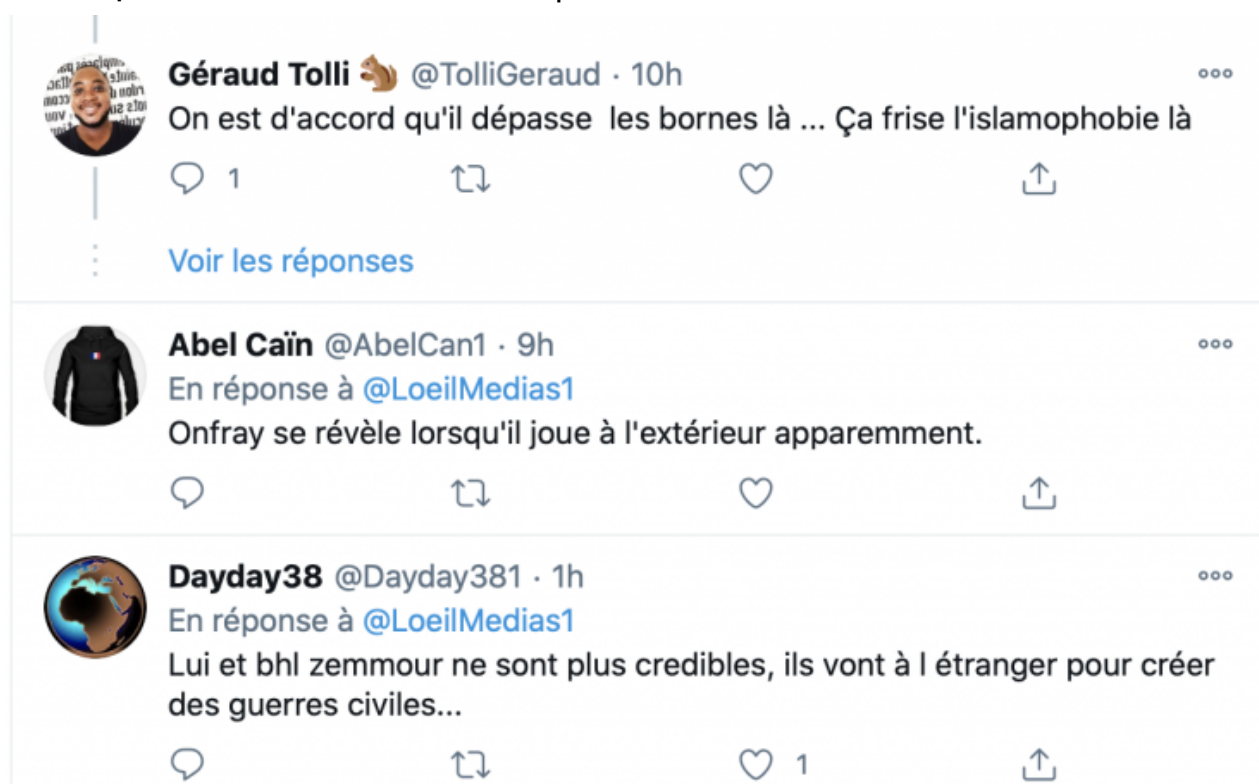 Géraud Tolli 🐿️ @TolliGeraud · 10h
On est d'accord qu'il dépasse  les bornes là ... Ça frise l'islamophobie là
1
Voir les réponses
Abel Caïn @AbelCan1 · 9h
En réponse à @LoeilMedias1
Onfray se révèle lorsqu'il joue à l'extérieur apparemment.
Dayday38 @Dayday381 · 1h
En réponse à @LoeilMedias1
Lui et bhl zemmour ne sont plus credibles, ils vont à l étranger pour créer
des guerres civiles...
1